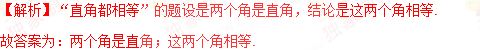 【解析】“直角都相等”的题设是两个角是直角，结论是这两个角相等.
故答案为：两个角是直角；这两个角相等.